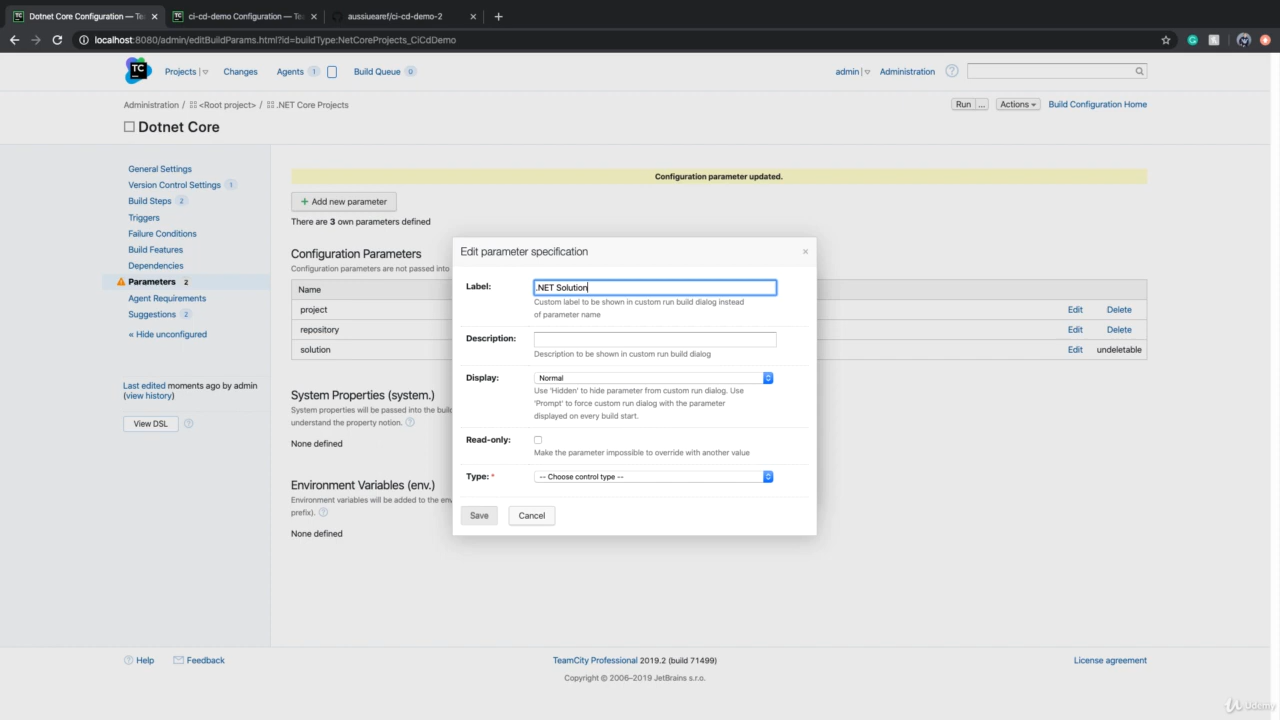 Dotnet Core Configuration — Te
ci-cd-demo Configuration — Te
aussiuearef/ci-cd-demo-2
localhost:8080/admin/editBuildParams.html?id=buildType:NetCoreProjects_CiCdDemo
TC
Projects
Changes
Agents 1
Build Queue 0
admin
Administration
Administration / <Root project> / .NET Core Projects
Run ...
Actions
Build Configuration Home
Dotnet Core
General Settings
Version Control Settings 1
Build Steps 2
Triggers
Failure Conditions
Build Features
Dependencies
Parameters 2
Agent Requirements
Suggestions 2
« Hide unconfigured
Last edited moments ago by admin
(view history)
View DSL
Configuration parameter updated.
+ Add new parameter
There are 3 own parameters defined
Configuration Parameters
Configuration parameters are not passed into
Name
project
Edit Delete
repository
Edit Delete
solution
Edit undeletable
System Properties (system.)
System properties will be passed into the build
understand the property notion.
None defined
Environment Variables (env.)
Environment variables will be added to the env
prefix).
None defined
Edit parameter specification
×
Label:
.NET Solution
Custom label to be shown in custom run build dialog instead
of parameter name
Description:
Description to be shown in custom run build dialog
Display:
Normal
Use 'Hidden' to hide parameter from custom run dialog. Use
'Prompt' to force custom run dialog with the parameter
displayed on every build start.
Read-only:
Make the parameter impossible to override with another value
Type: *
-- Choose control type --
Save
Cancel
Help
Feedback
TeamCity Professional 2019.2 (build 71499)
License agreement
Copyright © 2006–2019 JetBrains s.r.o.
Udemy